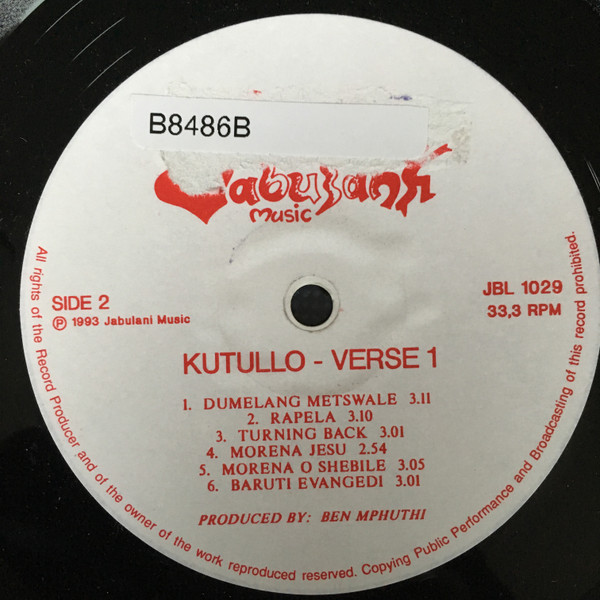 B8486B
Jabulani
music
SIDE 2
℗ 1993 Jabulani Music
JBL 1029
33,3 RPM
KUTULLO - VERSE 1
1. DUMELANG METSWALE 3.11
2. RAPELA 3.10
3. TURNING BACK 3.01
4. MORENA JESU 2.54
5. MORENA O SHEBILE 3.05
6. BARUTI EVANGEDI 3.01
PRODUCED BY: BEN MPHUTHI
All rights of the Record Producer and of the owner of the work reproduced reserved. Copying Public Performance and Broadcasting of this record prohibited.